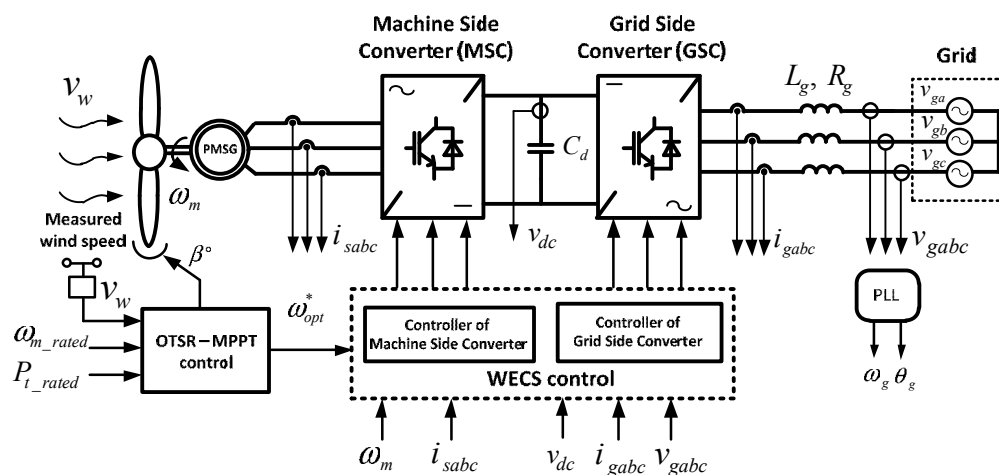 Machine Side
Converter (MSC)
Grid Side
Converter (GSC)
Grid
v_w
L_g, R_g
v_ga
v_gb
v_gc
PMSG
C_d
ω_m
Measured
wind speed
i_sabc
v_dc
i_gabc
v_gabc
β°
v_w
ω*_opt
PLL
ω_m_rated
OTSR–MPPT
control
Controller of
Machine Side Converter
Controller of
Grid Side Converter
P_t_rated
WECS control
ω_g
θ_g
ω_m
i_sabc
v_dc
i_gabc
v_gabc